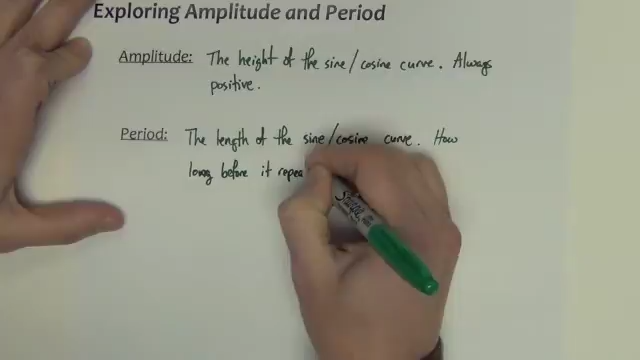 Exploring Amplitude and Period
Amplitude: The height of the sine/cosine curve. Always
positive.
Period: The length of the sine/cosine curve. How
long before it repea
Sharpie